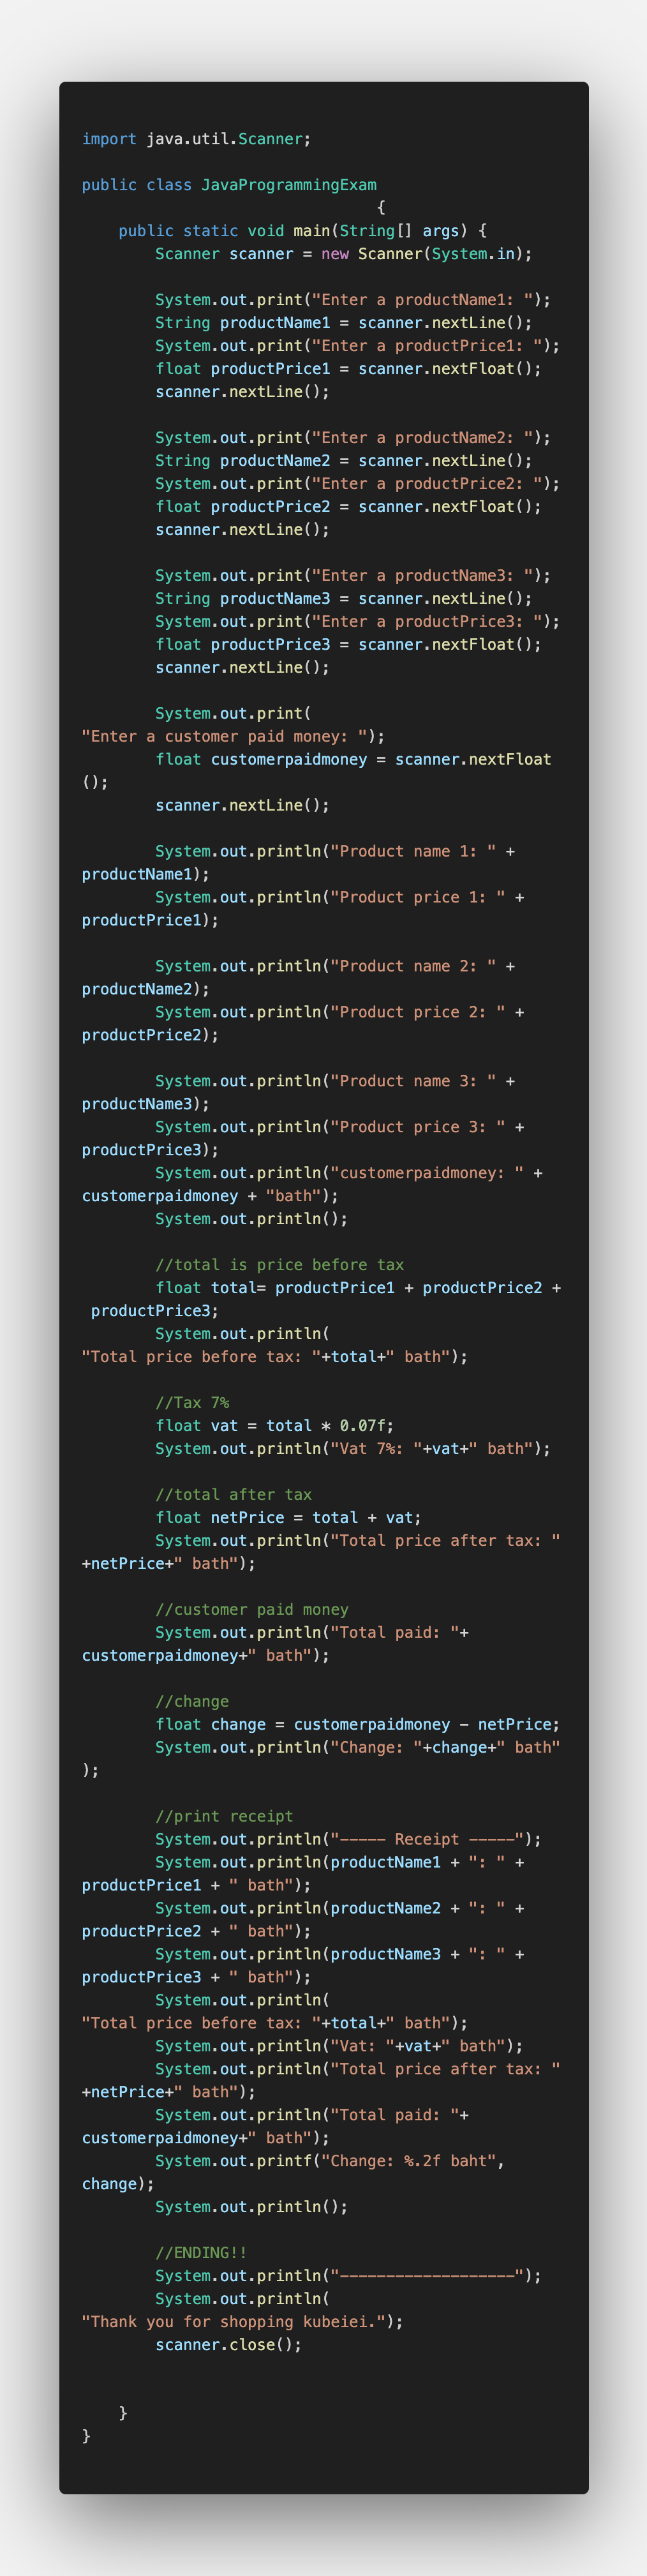 import java.util.Scanner;
public class JavaProgrammingExam
{
public static void main(String[] args) {
Scanner scanner = new Scanner(System.in);
System.out.print("Enter a productName1: ");
String productName1 = scanner.nextLine();
System.out.print("Enter a productPrice1: ");
float productPrice1 = scanner.nextFloat();
scanner.nextLine();
System.out.print("Enter a productName2: ");
String productName2 = scanner.nextLine();
System.out.print("Enter a productPrice2: ");
float productPrice2 = scanner.nextFloat();
scanner.nextLine();
System.out.print("Enter a productName3: ");
String productName3 = scanner.nextLine();
System.out.print("Enter a productPrice3: ");
float productPrice3 = scanner.nextFloat();
scanner.nextLine();
System.out.print(
"Enter a customer paid money: ");
float customerpaidmoney = scanner.nextFloat
();
scanner.nextLine();
System.out.println("Product name 1: " +
productName1);
System.out.println("Product price 1: " +
productPrice1);
System.out.println("Product name 2: " +
productName2);
System.out.println("Product price 2: " +
productPrice2);
System.out.println("Product name 3: " +
productName3);
System.out.println("Product price 3: " +
productPrice3);
System.out.println("customerpaidmoney: " +
customerpaidmoney + "bath");
System.out.println();
//total is price before tax
float total= productPrice1 + productPrice2 +
productPrice3;
System.out.println(
"Total price before tax: "+total+" bath");
//Tax 7%
float vat = total * 0.07f;
System.out.println("Vat 7%: "+vat+" bath");
//total after tax
float netPrice = total + vat;
System.out.println("Total price after tax: "
+netPrice+" bath");
//customer paid money
System.out.println("Total paid: "+
customerpaidmoney+" bath");
//change
float change = customerpaidmoney - netPrice;
System.out.println("Change: "+change+" bath"
);
//print receipt
System.out.println("----- Receipt -----");
System.out.println(productName1 + ": " +
productPrice1 + " bath");
System.out.println(productName2 + ": " +
productPrice2 + " bath");
System.out.println(productName3 + ": " +
productPrice3 + " bath");
System.out.println(
"Total price before tax: "+total+" bath");
System.out.println("Vat: "+vat+" bath");
System.out.println("Total price after tax: "
+netPrice+" bath");
System.out.println("Total paid: "+
customerpaidmoney+" bath");
System.out.printf("Change: %.2f baht",
change);
System.out.println();
//ENDING!!
System.out.println("-------------------");
System.out.println(
"Thank you for shopping kubeiei.");
scanner.close();
}
}